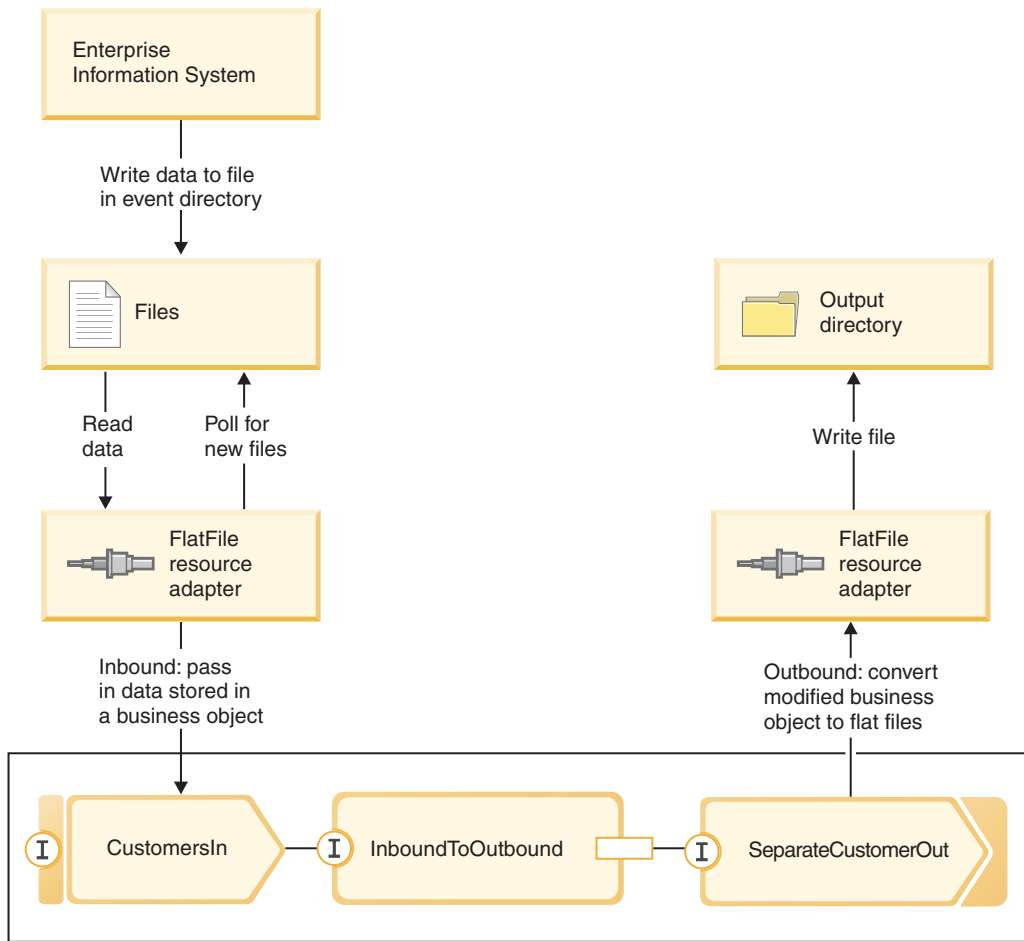 Enterprise
Information System
Write data to file
in event directory
Files
Output
directory
Read
data
Poll for
new files
Write file
FlatFile
resource
adapter
FlatFile
resource
adapter
Inbound: pass
in data stored in
a business object
Outbound: convert
modified business
object to flat files
I
CustomersIn
I
InboundToOutbound
I
SeparateCustomerOut